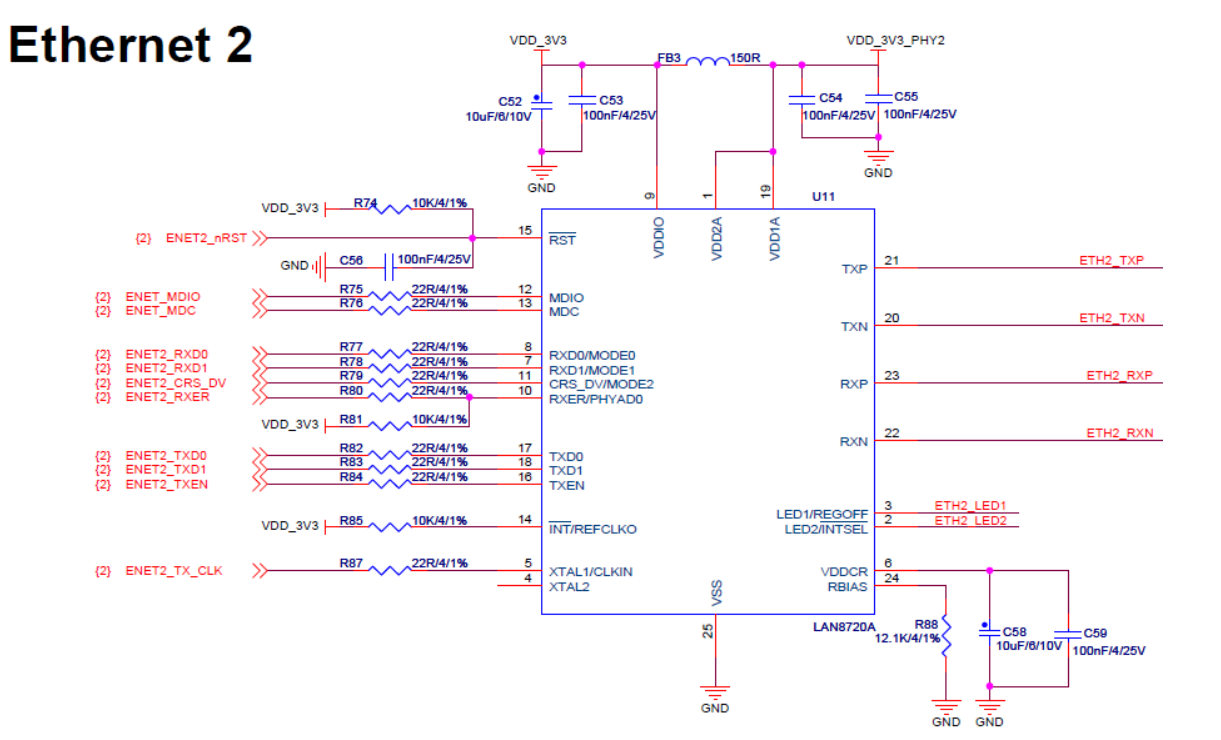 Ethernet 2
VDD_3V3
VDD_3V3_PHY2
FB3 150R
C52
10uF/6/10V
C53
100nF/4/25V
C54
100nF/4/25V
C55
100nF/4/25V
GND
GND
9
1
19
U11
VDDIO
VDD2A
VDD1A
VDD_3V3 R74 10K/4/1%
{2} ENET2_nRST 15 RST
GND C56 100nF/4/25V
{2} ENET_MDIO R75 22R/4/1% 12 MDIO
{2} ENET_MDC R76 22R/4/1% 13 MDC
{2} ENET2_RXD0 R77 22R/4/1% 8 RXD0/MODE0
{2} ENET2_RXD1 R78 22R/4/1% 7 RXD1/MODE1
{2} ENET2_CRS_DV R79 22R/4/1% 11 CRS_DV/MODE2
{2} ENET2_RXER R80 22R/4/1% 10 RXER/PHYAD0
VDD_3V3 R81 10K/4/1%
{2} ENET2_TXD0 R82 22R/4/1% 17 TXD0
{2} ENET2_TXD1 R83 22R/4/1% 18 TXD1
{2} ENET2_TXEN R84 22R/4/1% 16 TXEN
VDD_3V3 R85 10K/4/1% 14 INT/REFCLKO
{2} ENET2_TX_CLK R87 22R/4/1% 5 XTAL1/CLKIN
4 XTAL2
TXP 21 ETH2_TXP
TXN 20 ETH2_TXN
RXP 23 ETH2_RXP
RXN 22 ETH2_RXN
LED1/REGOFF 3 ETH2_LED1
LED2/INTSEL 2 ETH2_LED2
VDDCR 6
RBIAS 24
VSS
25
LAN8720A
R88
12.1K/4/1%
C58
10uF/6/10V
C59
100nF/4/25V
GND
GND
GND